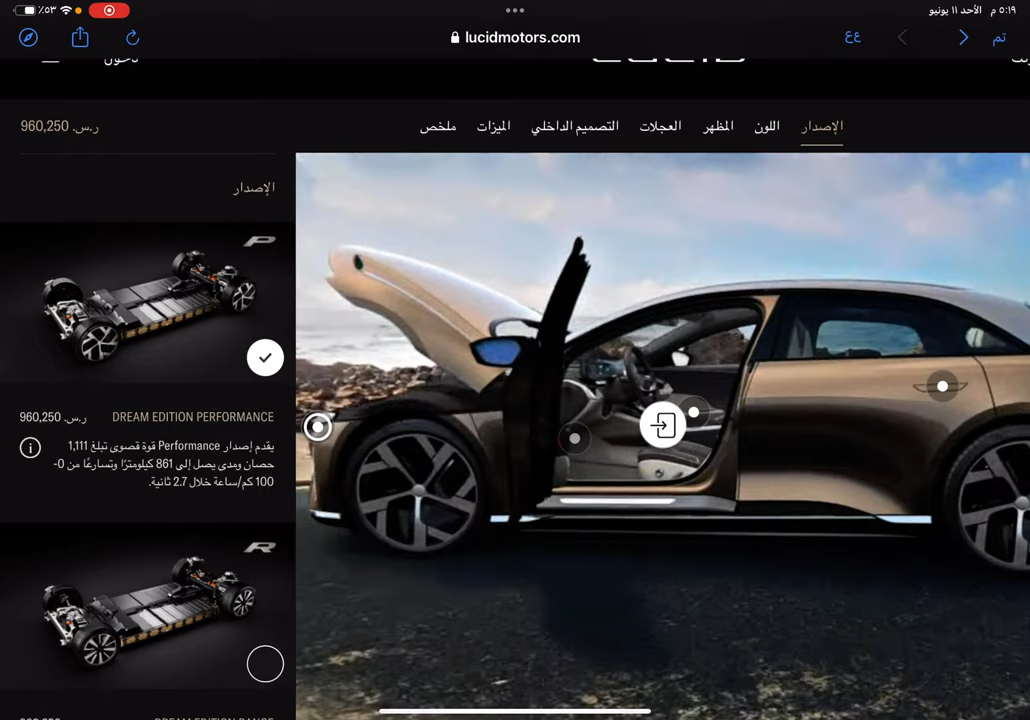 ٥:١٩ م الأحد ١١ يونيو
٪٥٣
lucidmotors.com
تم
عع
دخول
الإصدار
اللون
المظهر
العجلات
التصميم الداخلي
الميزات
ملخص
ر.س. 960,250
الإصدار
P
DREAM EDITION PERFORMANCE
ر.س. 960,250
يقدم إصدار Performance قوة قصوى تبلغ 1,111
حصان ومدى يصل إلى 861 كيلومترًا وتسارعًا من 0-
100 كم/ساعة خلال 2.7 ثانية.
R